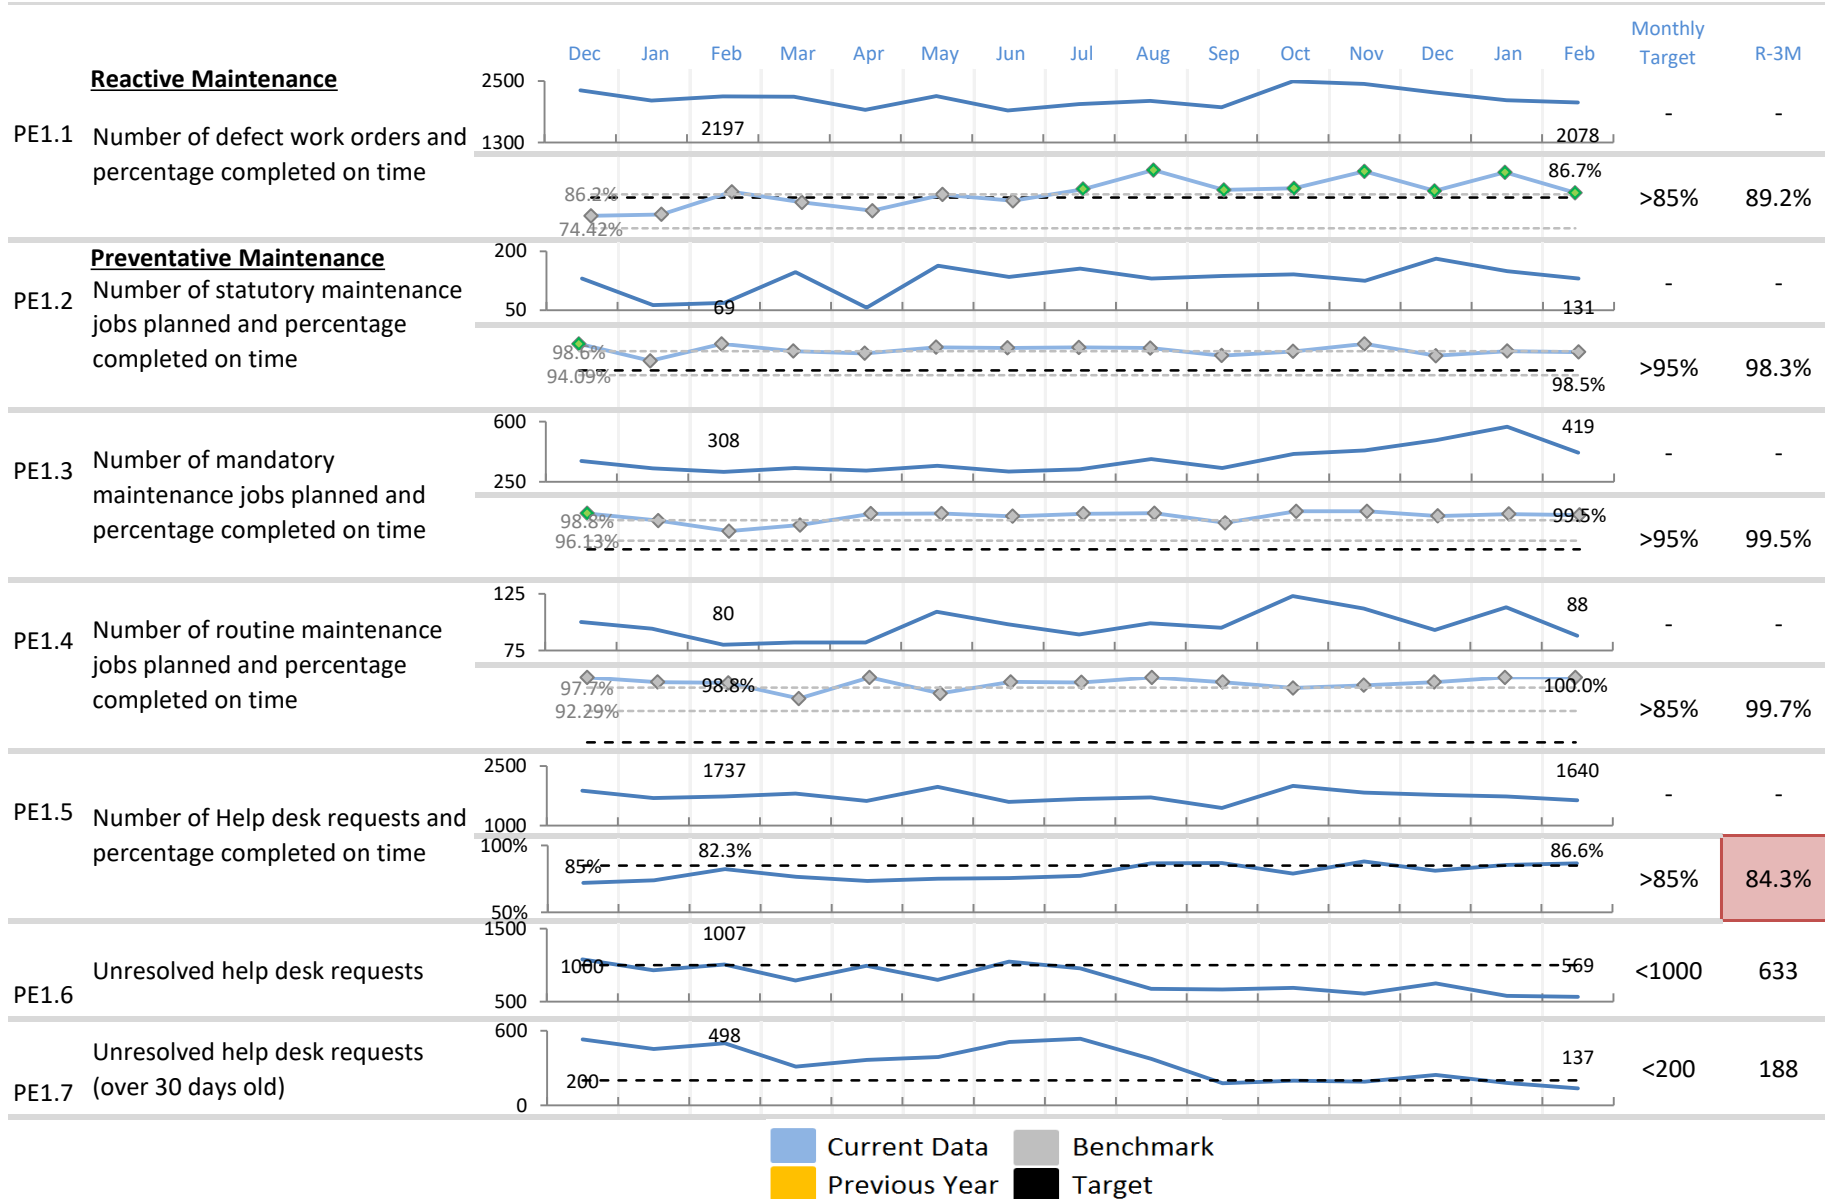 Dec Jan Feb Mar Apr May Jun Jul Aug Sep Oct Nov Dec Jan Feb Monthly Target R-3M
Reactive Maintenance
PE1.1 Number of defect work orders and
percentage completed on time
2500
1300
2197
2078
- -
86.2%
74.42%
86.7%
>85% 89.2%
Preventative Maintenance
PE1.2 Number of statutory maintenance
jobs planned and percentage
completed on time
200
50
69
131
- -
98.6%
94.09%
98.5%
>95% 98.3%
PE1.3 Number of mandatory
maintenance jobs planned and
percentage completed on time
600
250
308
419
- -
98.8%
96.13%
99.5%
>95% 99.5%
PE1.4 Number of routine maintenance
jobs planned and percentage
completed on time
125
75
80
88
- -
97.7%
92.29%
98.8%
100.0%
>85% 99.7%
PE1.5 Number of Help desk requests and
percentage completed on time
2500
1000
1737
1640
- -
100%
85%
50%
82.3%
86.6%
>85% 84.3%
PE1.6 Unresolved help desk requests
1500
1000
500
1007
569
<1000 633
PE1.7 Unresolved help desk requests
(over 30 days old)
600
200
0
498
137
<200 188
Current Data Benchmark
Previous Year Target